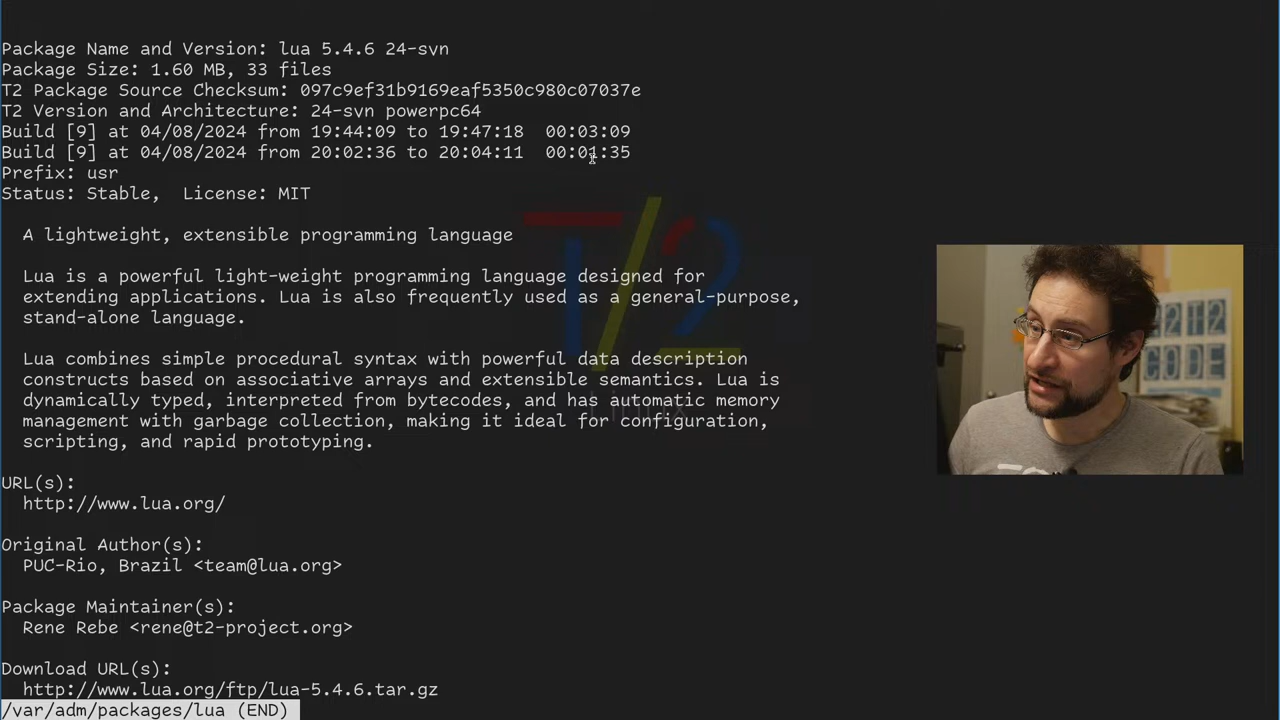 Package Name and Version: lua 5.4.6 24-svn
Package Size: 1.60 MB, 33 files
T2 Package Source Checksum: 097c9ef31b9169eaf5350c980c07037e
T2 Version and Architecture: 24-svn powerpc64
Build [9] at 04/08/2024 from 19:44:09 to 19:47:18  00:03:09
Build [9] at 04/08/2024 from 20:02:36 to 20:04:11  00:01:35
Prefix: usr
Status: Stable,  License: MIT
A lightweight, extensible programming language
Lua is a powerful light-weight programming language designed for
extending applications. Lua is also frequently used as a general-purpose,
stand-alone language.
Lua combines simple procedural syntax with powerful data description
constructs based on associative arrays and extensible semantics. Lua is
dynamically typed, interpreted from bytecodes, and has automatic memory
management with garbage collection, making it ideal for configuration,
scripting, and rapid prototyping.
URL(s):
http://www.lua.org/
Original Author(s):
PUC-Rio, Brazil <team@lua.org>
Package Maintainer(s):
Rene Rebe <rene@t2-project.org>
Download URL(s):
http://www.lua.org/ftp/lua-5.4.6.tar.gz
/var/adm/packages/lua (END)
T/2
Linux
T2
CODE